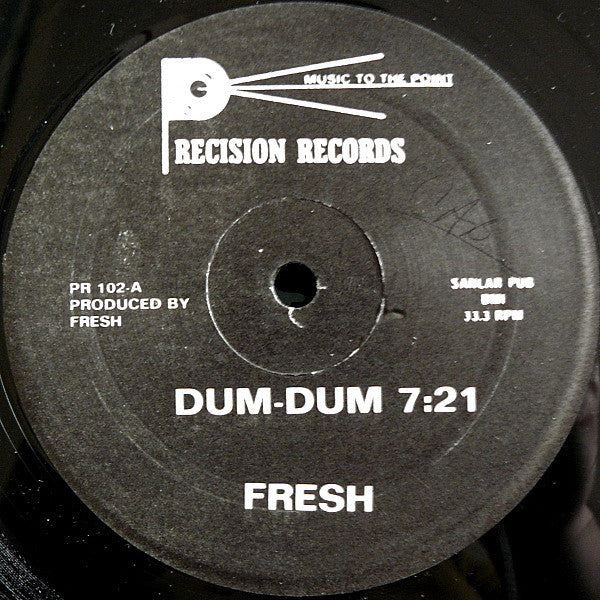 MUSIC TO THE POINT
PRECISION RECORDS
PR 102-A
PRODUCED BY
FRESH
SANLAR PUB
BMI
33.3 RPM
DUM-DUM 7:21
FRESH